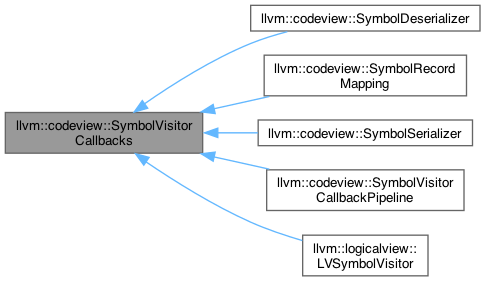 llvm::codeview::SymbolDeserializer
llvm::codeview::SymbolRecord
Mapping
llvm::codeview::SymbolVisitor
Callbacks
llvm::codeview::SymbolSerializer
llvm::codeview::SymbolVisitor
CallbackPipeline
llvm::logicalview::
LVSymbolVisitor